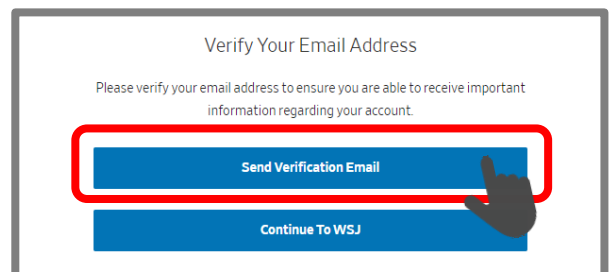 Verify Your Email Address
Please verify your email address to ensure you are able to receive important
information regarding your account.
Send Verification Email
Continue To WSJ